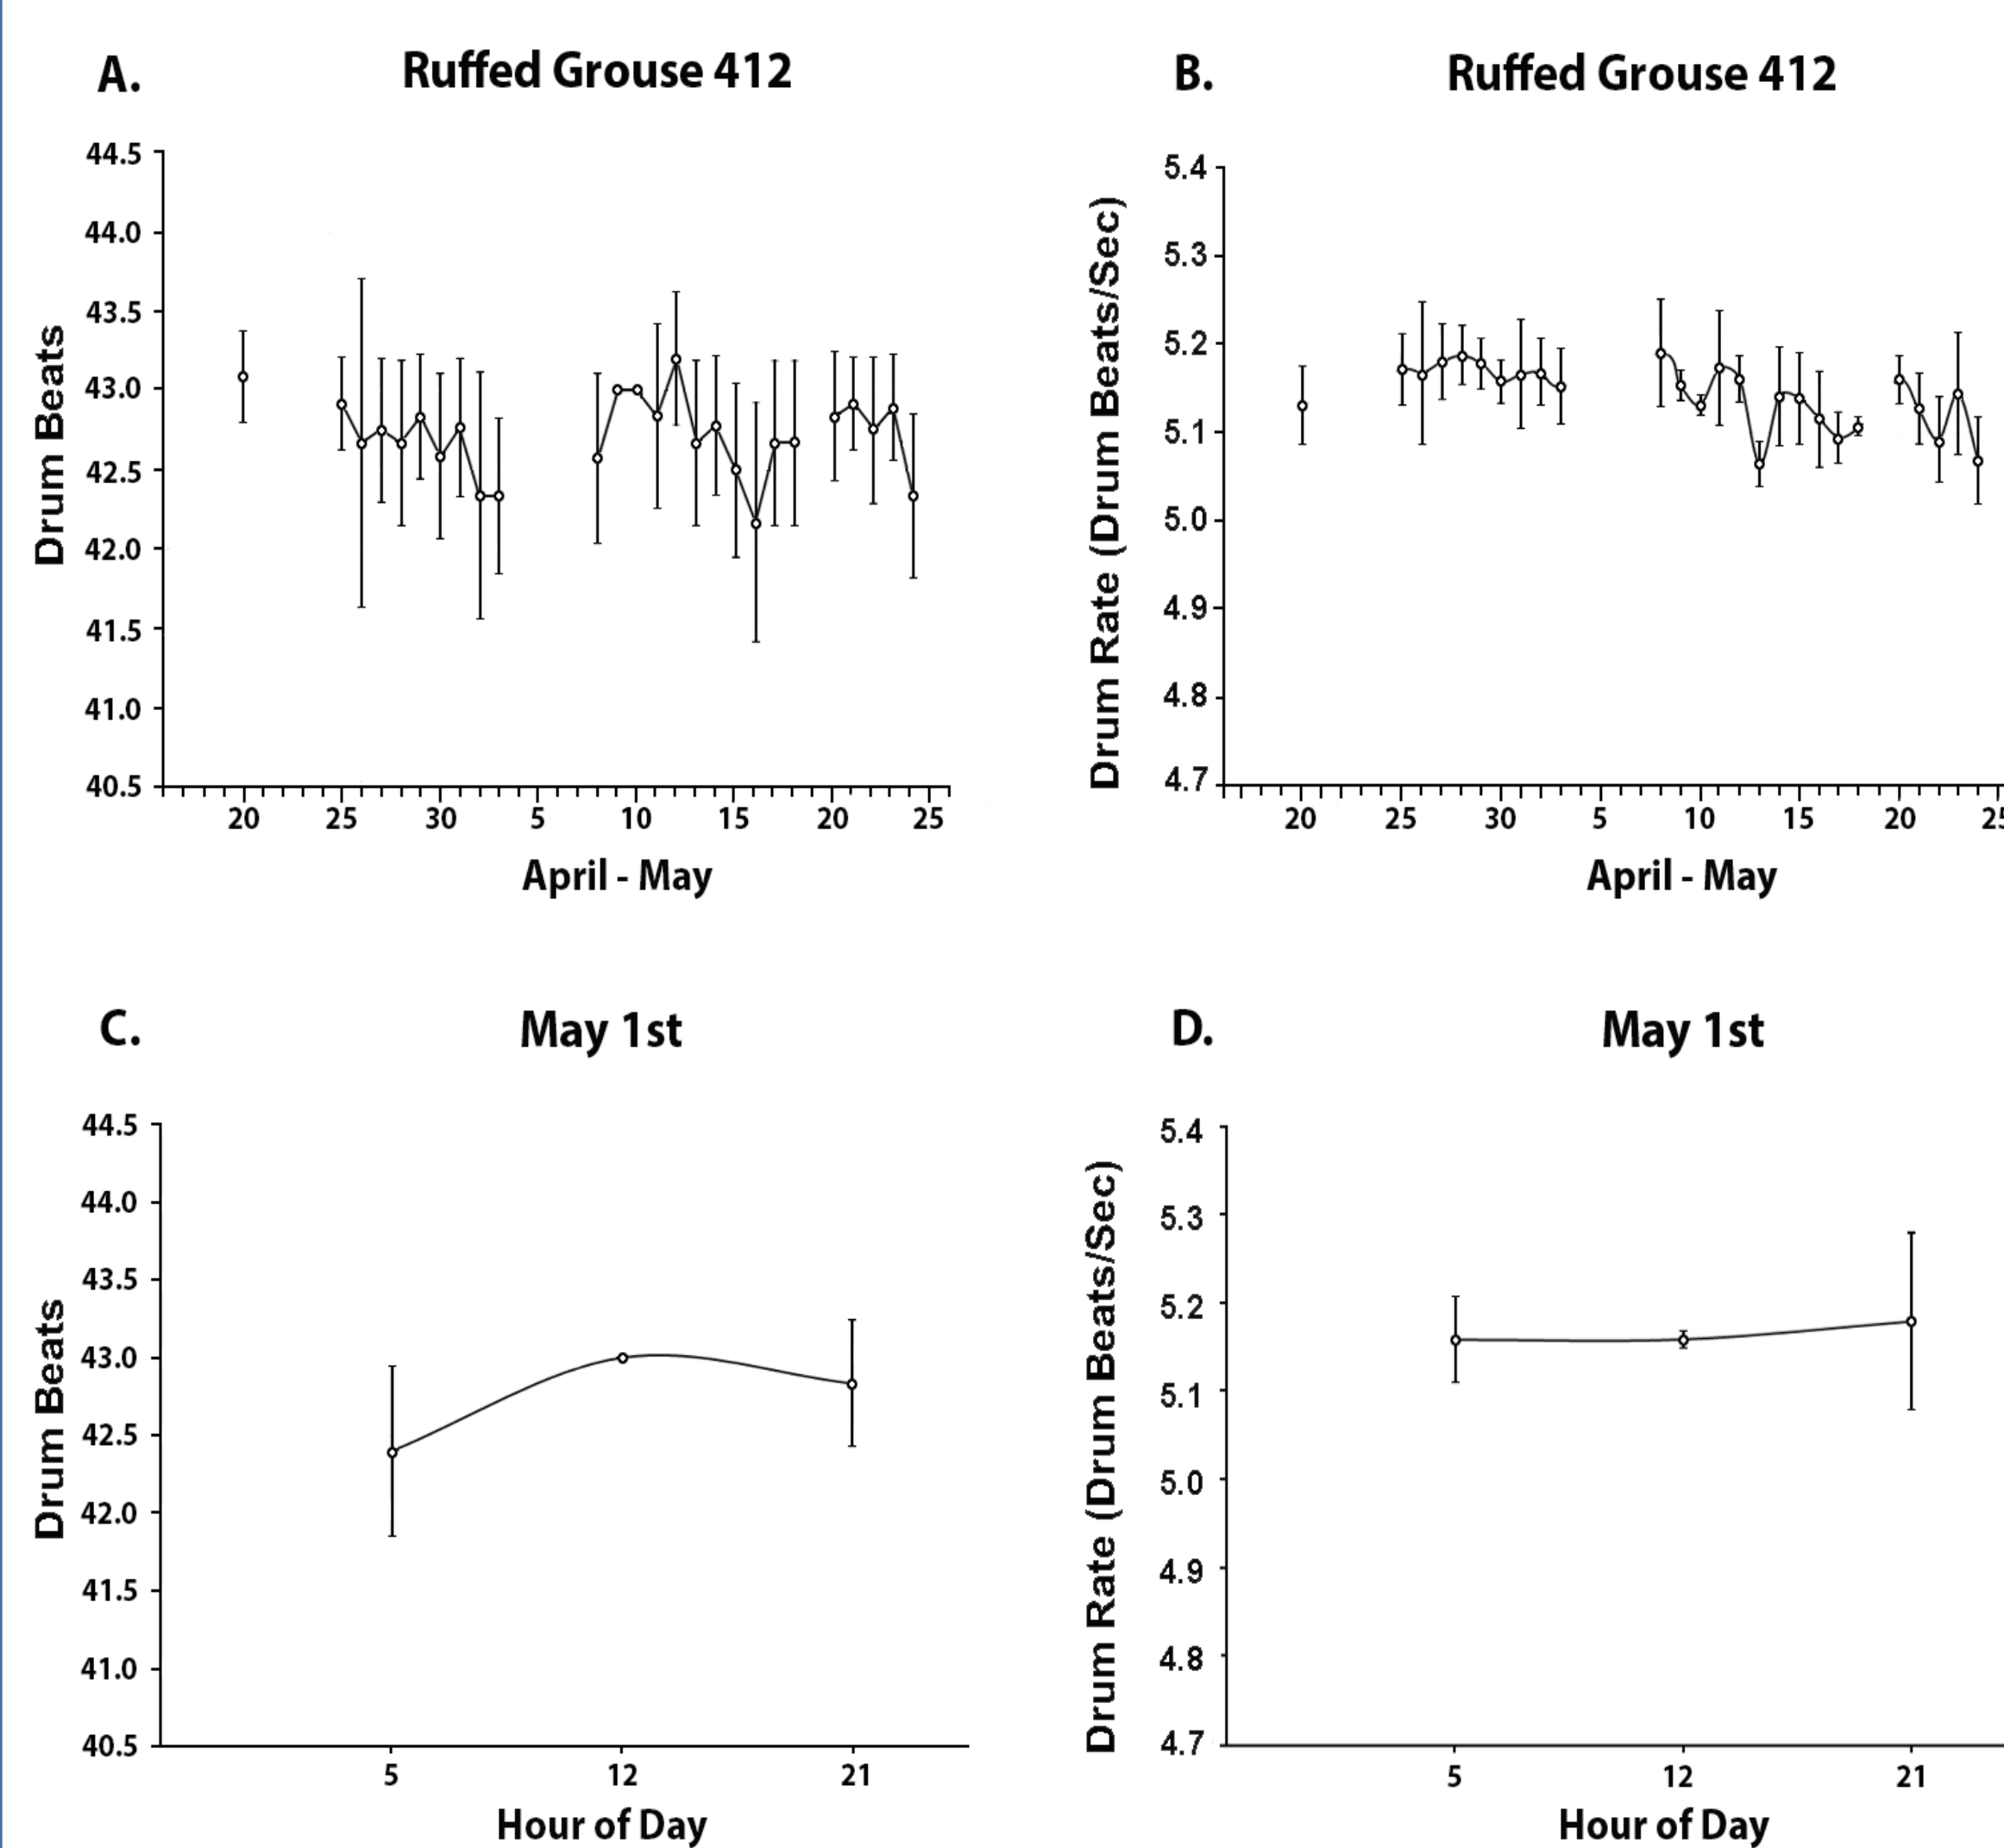 A.
Ruffed Grouse 412
44.5
44.0
43.5
43.0
42.5
42.0
41.5
41.0
40.5
Drum Beats
20 25 30 5 10 15 20 25
April - May
B.
Ruffed Grouse 412
5.4
5.3
5.2
5.1
5.0
4.9
4.8
4.7
Drum Rate (Drum Beats/Sec)
20 25 30 5 10 15 20 25
April - May
C.
May 1st
44.5
44.0
43.5
43.0
42.5
42.0
41.5
41.0
40.5
Drum Beats
5 12 21
Hour of Day
D.
May 1st
5.4
5.3
5.2
5.1
5.0
4.9
4.8
4.7
Drum Rate (Drum Beats/Sec)
5 12 21
Hour of Day